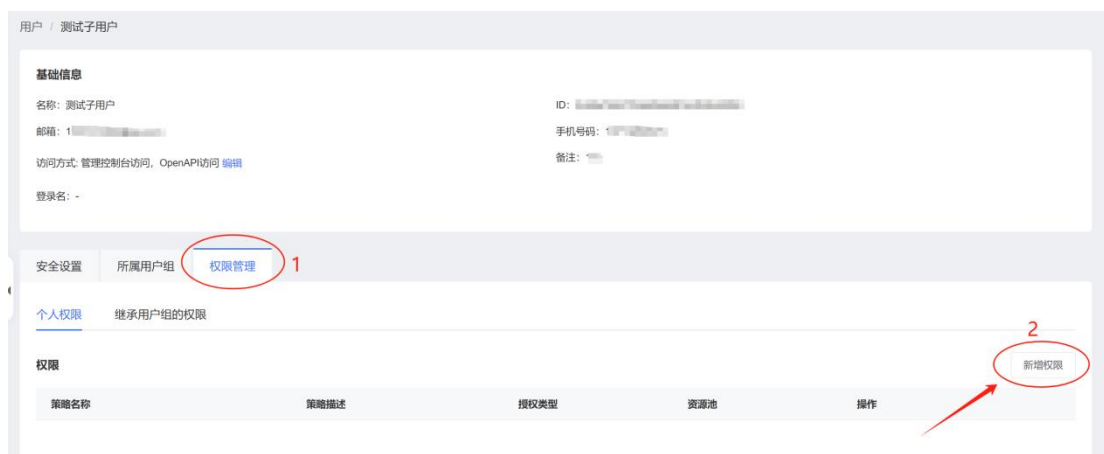 用户 / 测试子用户
基础信息
名称: 测试子用户
ID:
邮箱: 1
手机号码: 1
访问方式: 管理控制台访问, OpenAPI访问 编辑
备注: 1
登录名: -
安全设置 所属用户组 权限管理 1
个人权限 继承用户组的权限
2
权限 新增权限
策略名称 策略描述 授权类型 资源池 操作